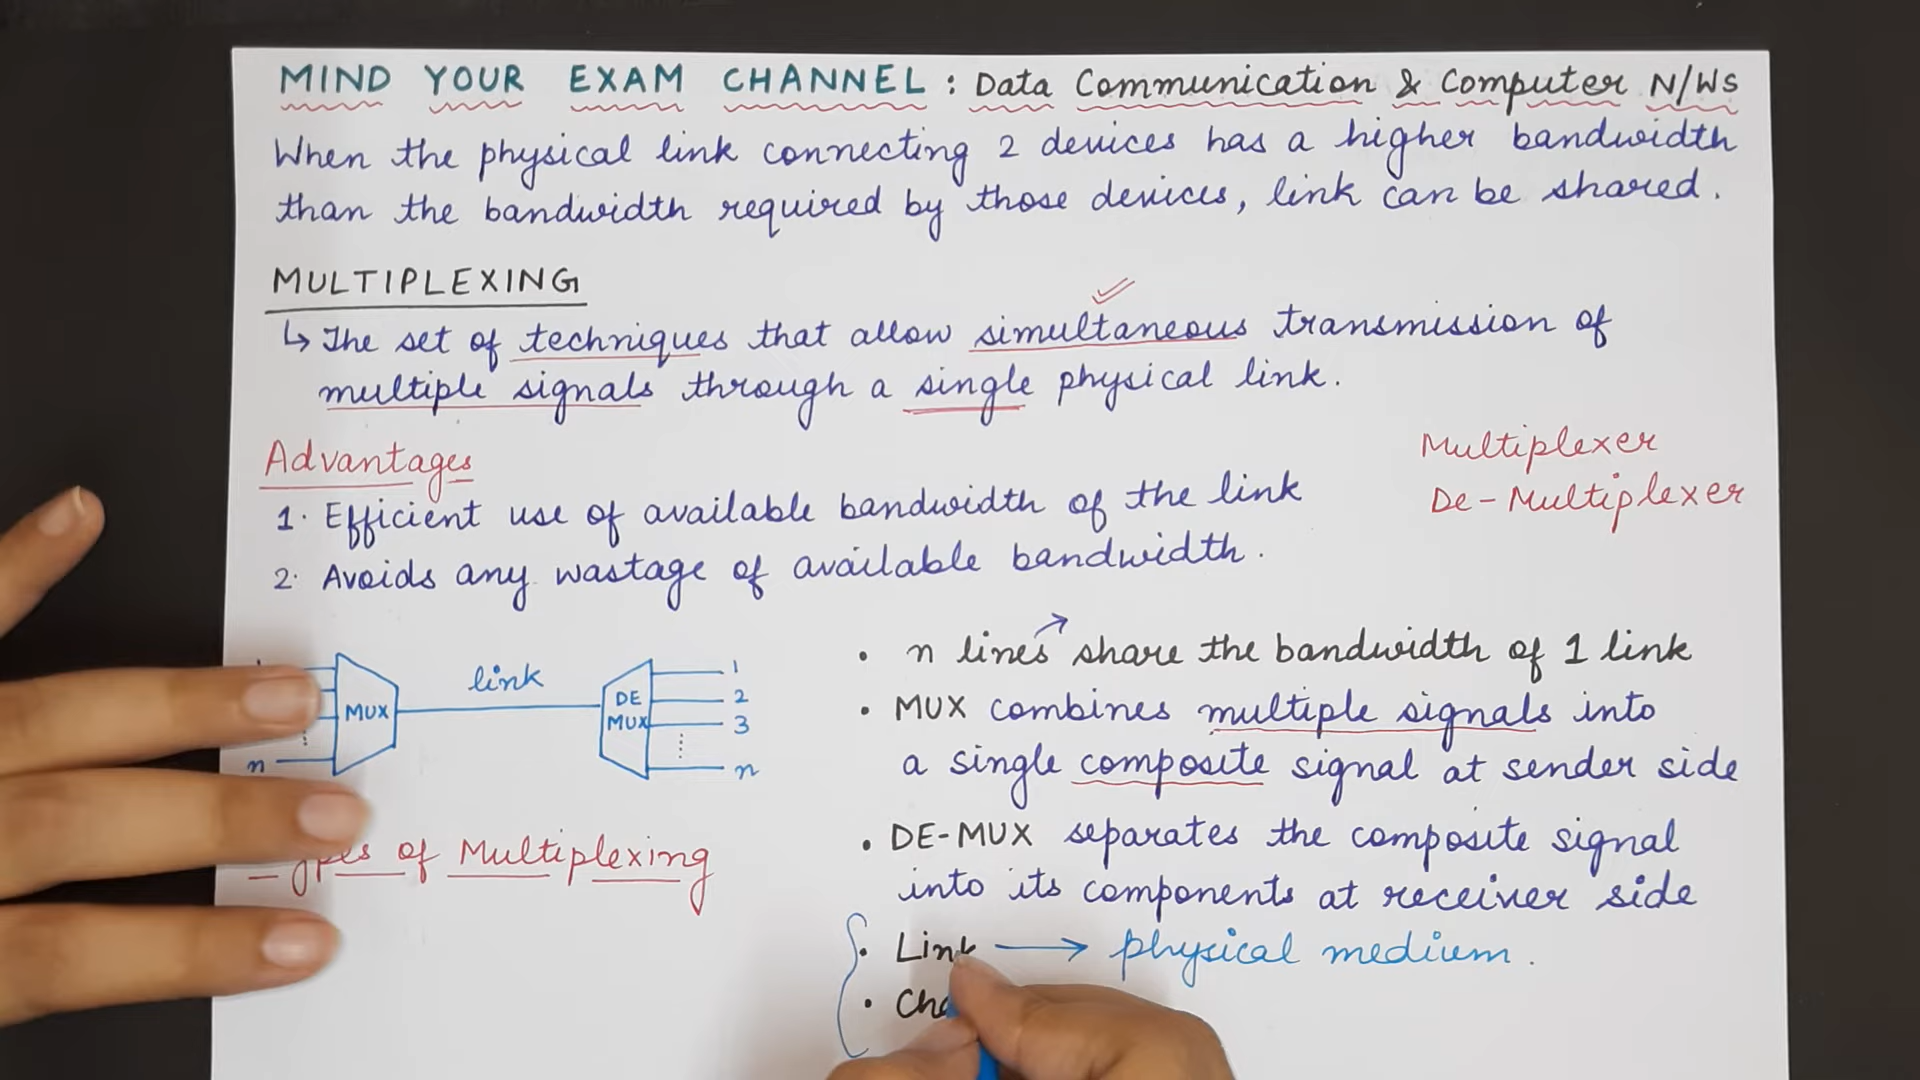 MIND YOUR EXAM CHANNEL : Data Communication & Computer N/Ws
When the physical link connecting 2 devices has a higher bandwidth
than the bandwidth required by those devices, link can be shared.
MULTIPLEXING
↳ The set of techniques that allow simultaneous transmission of
multiple signals through a single physical link.
Advantages
1. Efficient use of available bandwidth of the link
2. Avoids any wastage of available bandwidth.
Multiplexer
De-Multiplexer
MUX
n
link
DE
MUX
1
2
3
n
Types of Multiplexing
• n lines share the bandwidth of 1 link
• MUX combines multiple signals into
a single composite signal at sender side
• DE-MUX separates the composite signal
into its components at receiver side
• Link → physical medium.